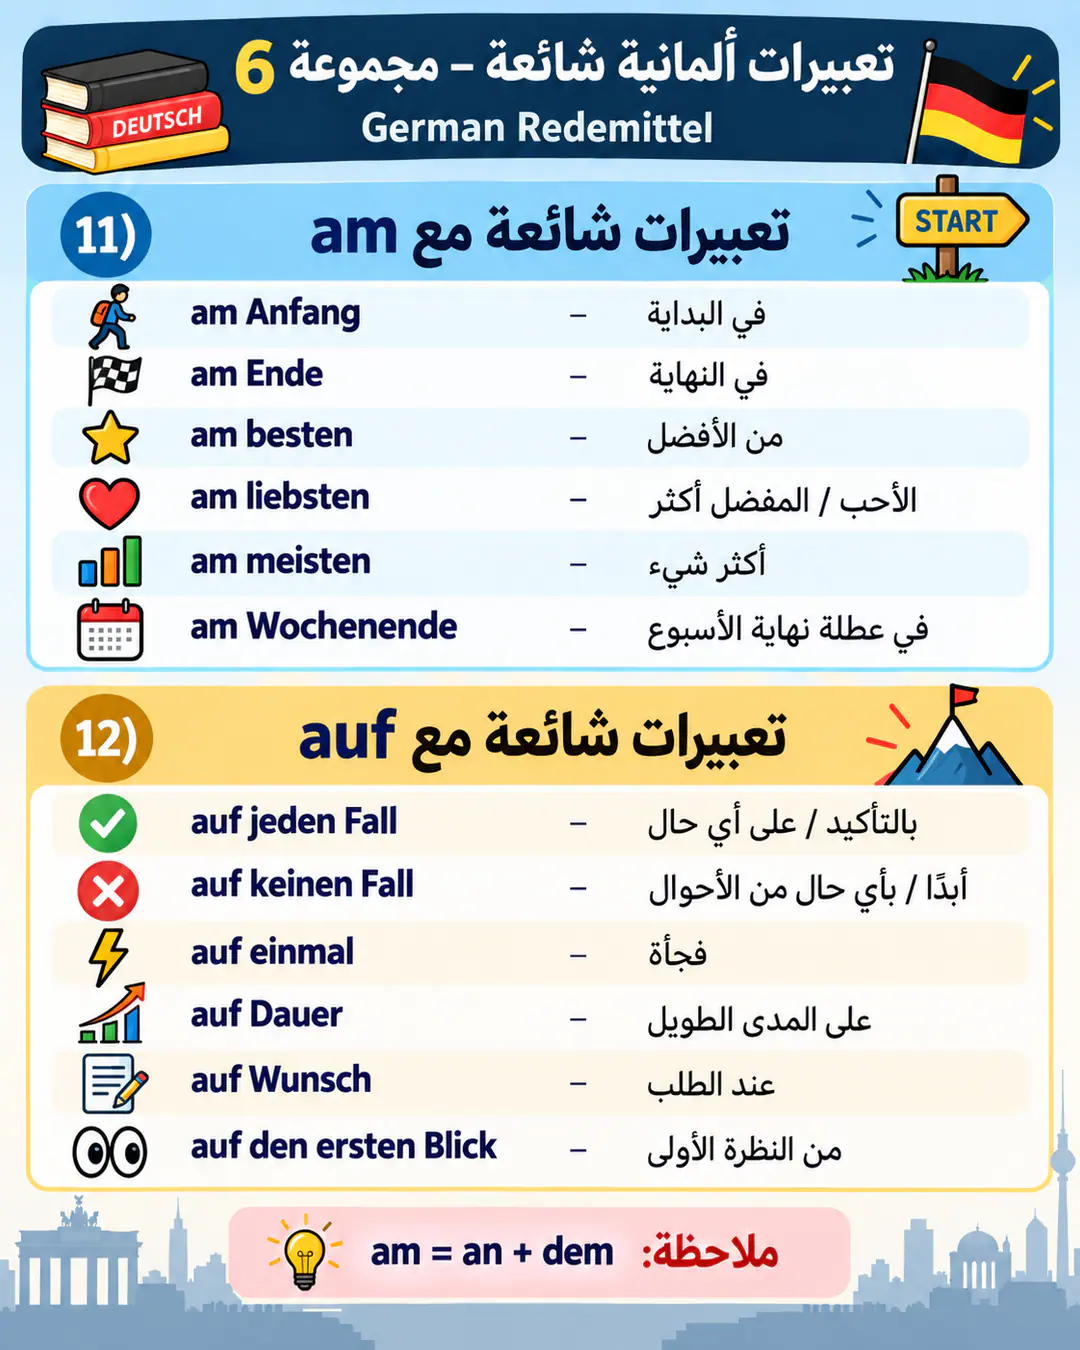 تعبيرات ألمانية شائعة – مجموعة 6
German Redemittel
DEUTSCH
11) تعبيرات شائعة مع am
START
am Anfang – في البداية
am Ende – في النهاية
am besten – من الأفضل
am liebsten – الأحب / المفضل أكثر
am meisten – أكثر شيء
am Wochenende – في عطلة نهاية الأسبوع
12) تعبيرات شائعة مع auf
auf jeden Fall – بالتأكيد / على أي حال
auf keinen Fall – أبدًا / بأي حال من الأحوال
auf einmal – فجأة
auf Dauer – على المدى الطويل
auf Wunsch – عند الطلب
auf den ersten Blick – من النظرة الأولى
ملاحظة: am = an + dem